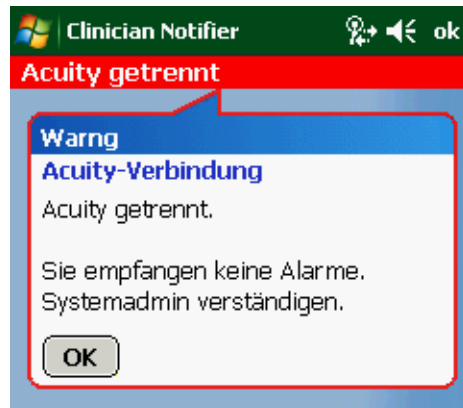 Clinician Notifier ok
Acuity getrennt
Warng
Acuity-Verbindung
Acuity getrennt.
Sie empfangen keine Alarme.
Systemadmin verständigen.
OK